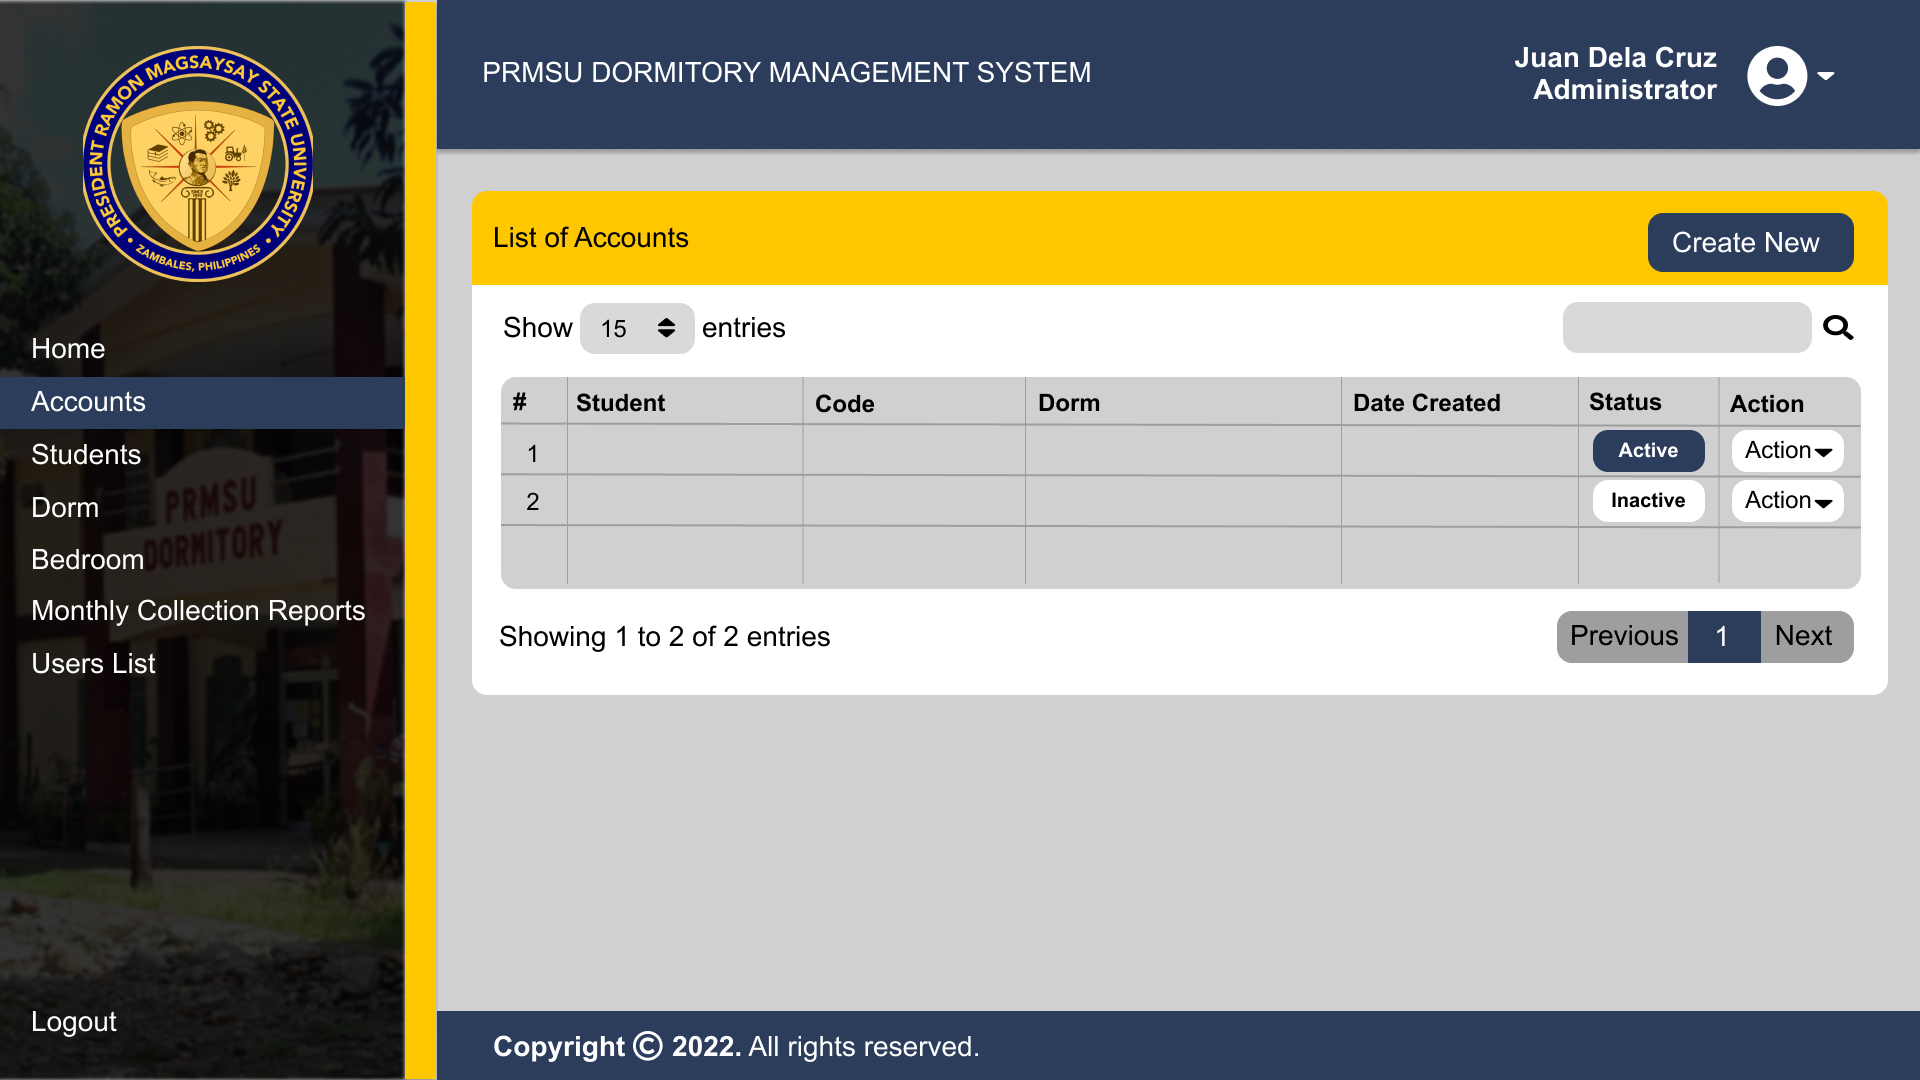 PRESIDENT RAMON MAGSAYSAY STATE UNIVERSITY
• ZAMBALES, PHILIPPINES •
PRMSU DORMITORY MANAGEMENT SYSTEM
Juan Dela Cruz
Administrator
Home
Accounts
Students
Dorm
Bedroom
Monthly Collection Reports
Users List
Logout
PRMSU
DORMITORY
List of Accounts
Create New
Show 15 entries
# Student Code Dorm Date Created Status Action
1 Active Action
2 Inactive Action
Showing 1 to 2 of 2 entries
Previous 1 Next
Copyright © 2022. All rights reserved.